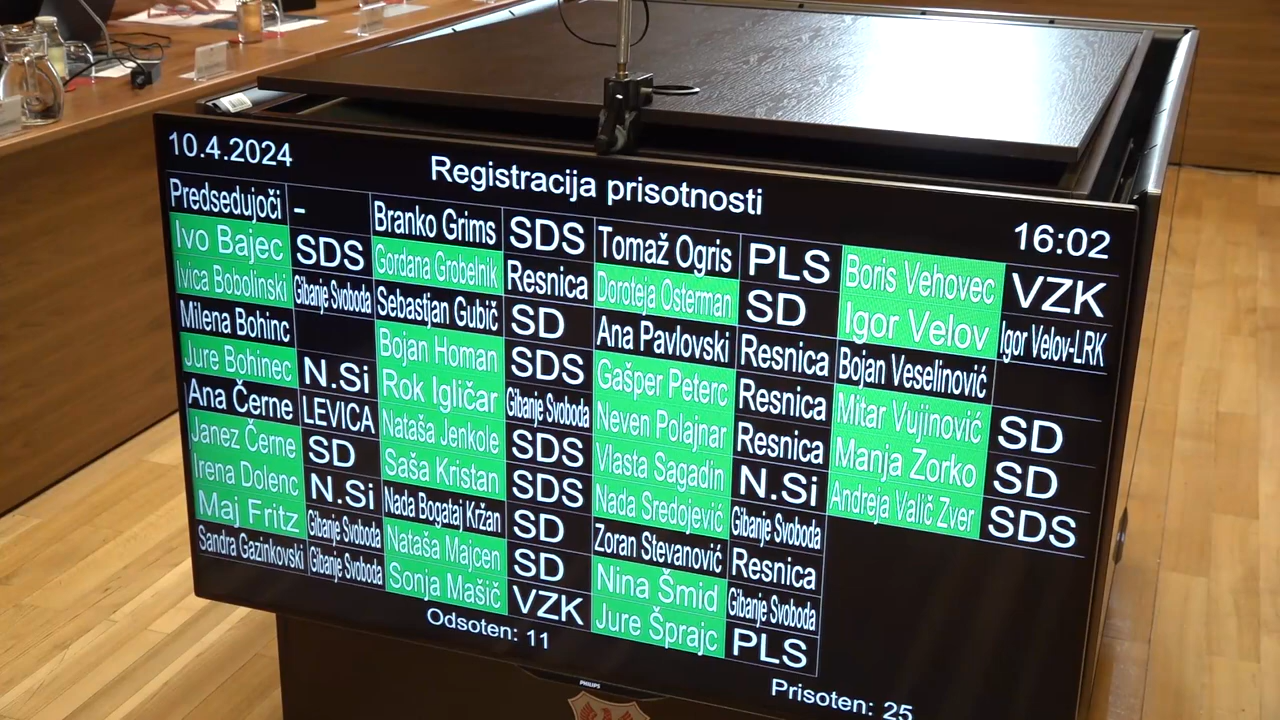 10.4.2024
Registracija prisotnosti
16:02
Predsedujoči –
Ivo Bajec SDS
Ivica Bobolinski Gibanje Svoboda
Milena Bohinc
Jure Bohinec N.Si
Ana Černe LEVICA
Janez Černe SD
Irena Dolenc N.Si
Maj Fritz Gibanje Svoboda
Sandra Gazinkovski Gibanje Svoboda
Branko Grims SDS
Gordana Grobelnik Resnica
Sebastjan Gubič SD
Bojan Homan SDS
Rok Igličar Gibanje Svoboda
Nataša Jenkole SDS
Saša Kristan SDS
Nada Bogataj Kržan SD
Nataša Majcen SD
Sonja Mašič VZK
Tomaž Ogris PLS
Doroteja Osterman SD
Ana Pavlovski Resnica
Gašper Peterc Resnica
Neven Polajnar Resnica
Vlasta Sagadin N.Si
Nada Sredojević Gibanje Svoboda
Zoran Stevanović Resnica
Nina Šmid Gibanje Svoboda
Jure Šprajc PLS
Boris Vehovec VZK
Igor Velov Igor Velov-LRK
Bojan Veselinović
Mitar Vujinović SD
Manja Zorko SD
Andreja Valič Zver SDS
Odsoten: 11
Prisoten: 25
PHILIPS